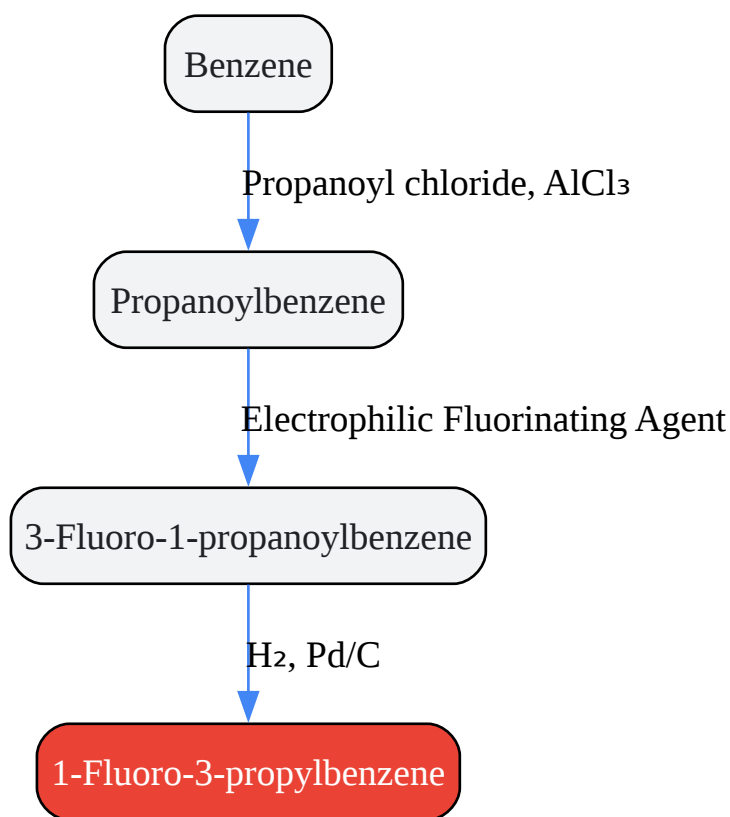 Benzene
Propanoyl chloride, AlCl₃
Propanoylbenzene
Electrophilic Fluorinating Agent
3-Fluoro-1-propanoylbenzene
H₂, Pd/C
1-Fluoro-3-propylbenzene